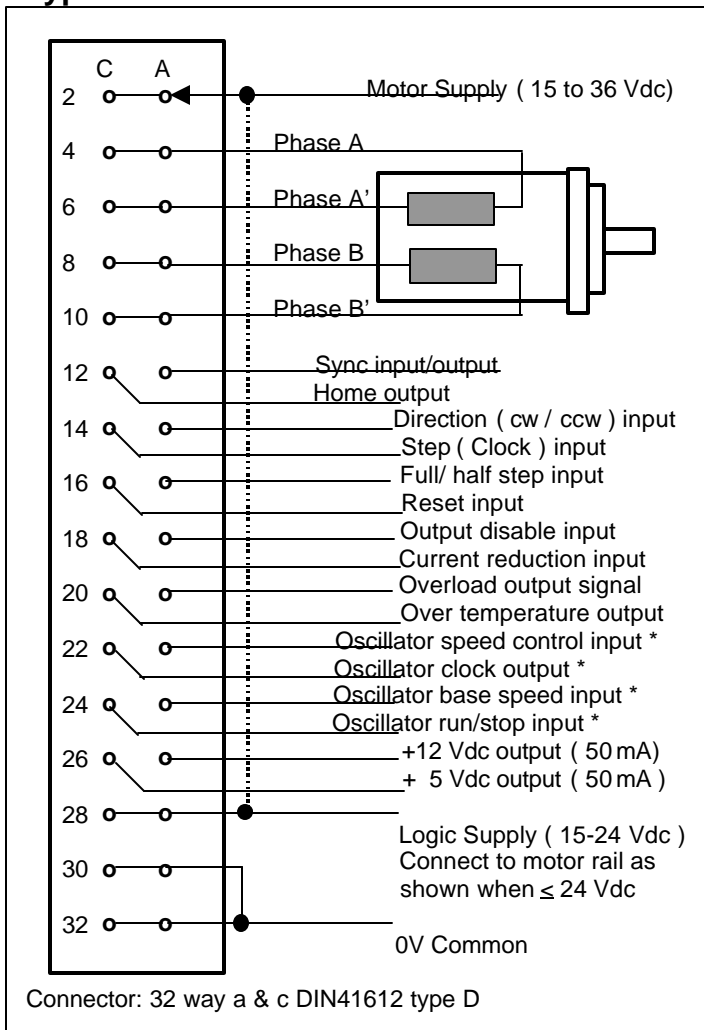 C A
2 Motor Supply ( 15 to 36 Vdc)
4 Phase A
6 Phase A’
8 Phase B
10 Phase B’
12 Sync input/output
Home output
14 Direction ( cw / ccw ) input
Step ( Clock ) input
16 Full/ half step input
Reset input
18 Output disable input
Current reduction input
20 Overload output signal
Over temperature output
22 Oscillator speed control input *
Oscillator clock output *
24 Oscillator base speed input *
Oscillator run/stop input *
26 +12 Vdc output ( 50 mA)
+ 5 Vdc output ( 50 mA )
28
Logic Supply ( 15-24 Vdc )
30 Connect to motor rail as
shown when ≤ 24 Vdc
32
0V Common
Connector: 32 way a & c DIN41612 type D